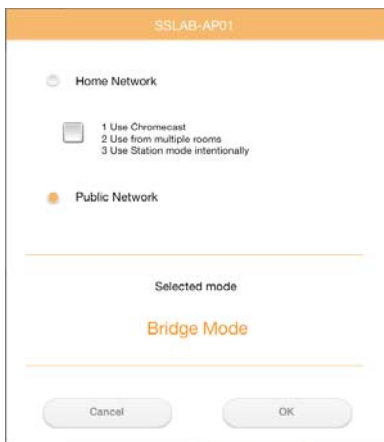 SSLAB-AP01
Home Network
1 Use Chromecast
2 Use from multiple rooms
3 Use Station mode intentionally
Public Network
Selected mode
Bridge Mode
Cancel
OK